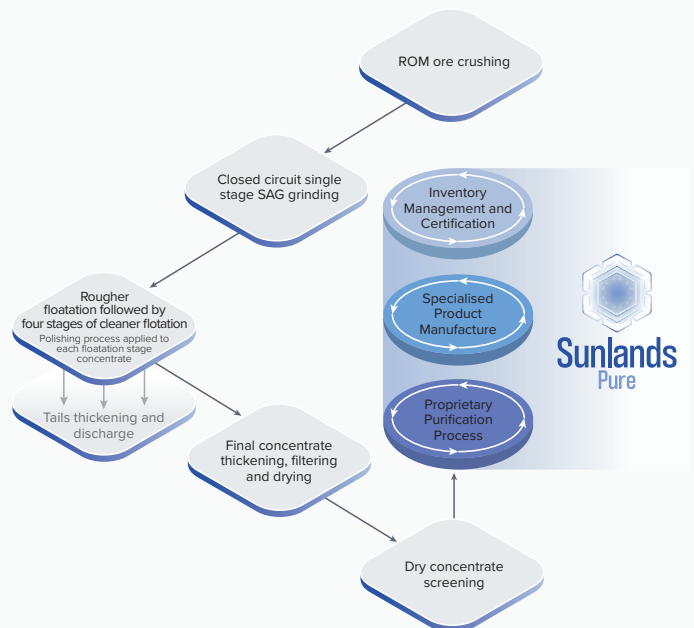 ROM ore crushing
Closed circuit single
stage SAG grinding
Inventory
Management and
Certification
Specialised
Product
Manufacture
Sunlands
Pure
Rougher
floatation followed by
four stages of cleaner flotation
Polishing process applied to
each floatation stage
concentrate
Tails thickening and
discharge
Proprietary
Purification
Process
Final concentrate
thickening, filtering
and drying
Dry concentrate
screening